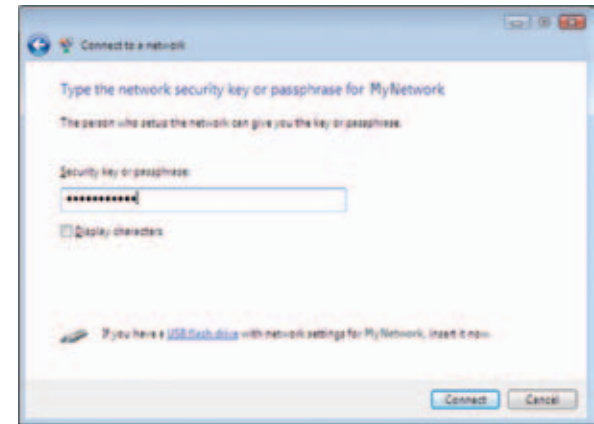 Connect to a network
Type the network security key or passphrase for MyNetwork
The person who setup the network can give you the key or passphrase.
Security key or passphrase:
•••••••••••
Display characters
If you have a USB flash drive with network settings for MyNetwork, insert it now.
Connect Cancel